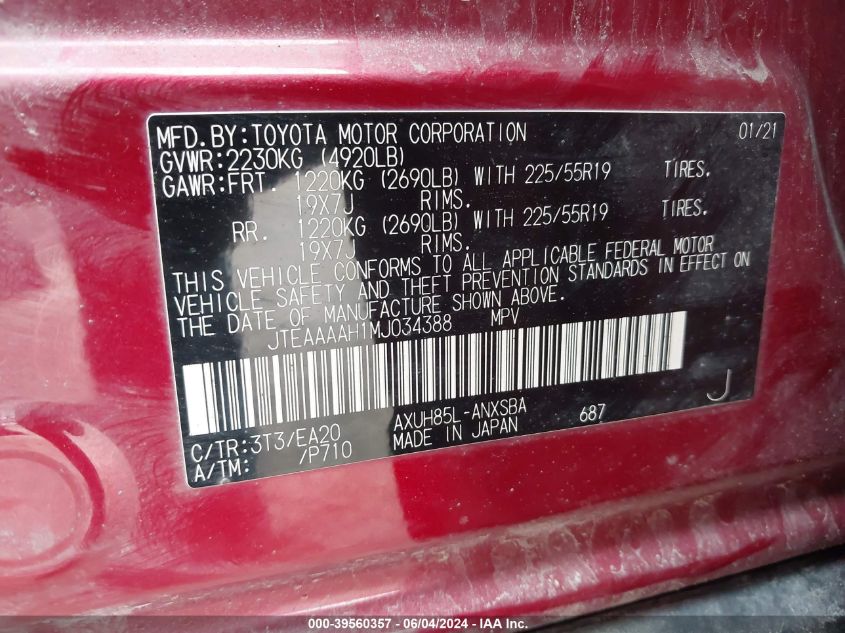 MFD.BY:TOYOTA MOTOR CORPORATION 01/21
GVWR:2230KG (4920LB)
GAWR:FRT. 1220KG (2690LB) WITH 225/55R19 TIRES.
19X7J RIMS.
RR. 1220KG (2690LB) WITH 225/55R19 TIRES.
19X7J RIMS.
THIS VEHICLE CONFORMS TO ALL APPLICABLE FEDERAL MOTOR
VEHICLE SAFETY AND THEFT PREVENTION STANDARDS IN EFFECT ON
THE DATE OF MANUFACTURE SHOWN ABOVE.
JTEAAAAH1MJ034388 MPV
C/TR:3T3/EA20 AXUH85L-ANXSBA 687 J
A/TM: /P710 MADE IN JAPAN
000-39560357 - 06/04/2024 - IAA, Inc.